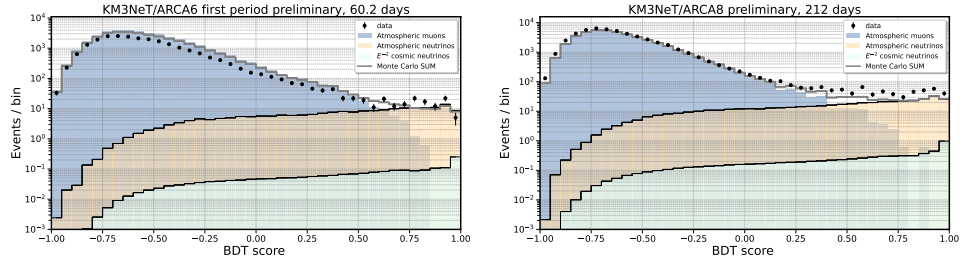 KM3NeT/ARCA6 first period preliminary, 60.2 days
data
Atmospheric muons
Atmospheric neutrinos
E⁻² cosmic neutrinos
Monte Carlo SUM
Events / bin
10⁴
10³
10²
10¹
10⁰
10⁻¹
10⁻²
10⁻³
−1.00 −0.75 −0.50 −0.25 0.00 0.25 0.50 0.75 1.00
BDT score
KM3NeT/ARCA8 preliminary, 212 days
data
Atmospheric muons
Atmospheric neutrinos
E⁻² cosmic neutrinos
Monte Carlo SUM
Events / bin
10⁴
10³
10²
10¹
10⁰
10⁻¹
10⁻²
10⁻³
−1.00 −0.75 −0.50 −0.25 0.00 0.25 0.50 0.75 1.00
BDT score